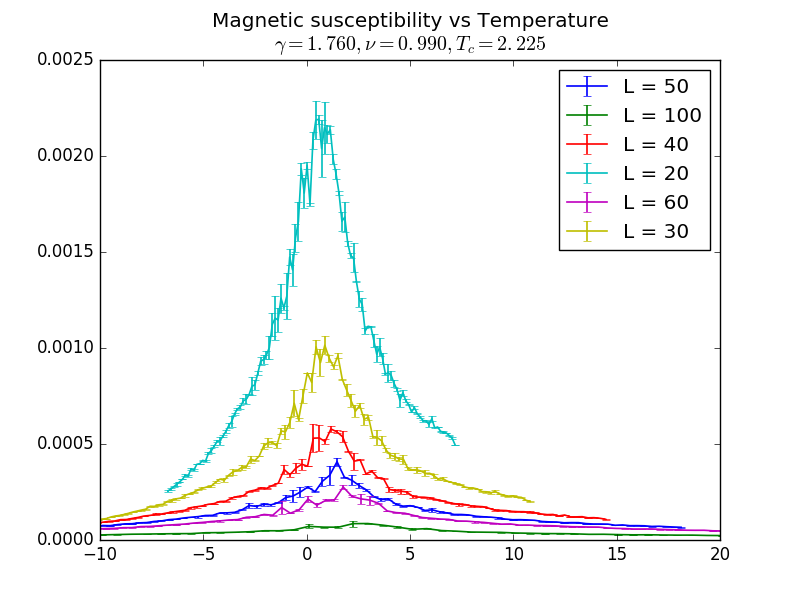 Magnetic susceptibility vs Temperature
γ = 1.760, ν = 0.990, T_c = 2.225
0.0025
0.0020
0.0015
0.0010
0.0005
0.0000
L = 50
L = 100
L = 40
L = 20
L = 60
L = 30
−10 −5 0 5 10 15 20